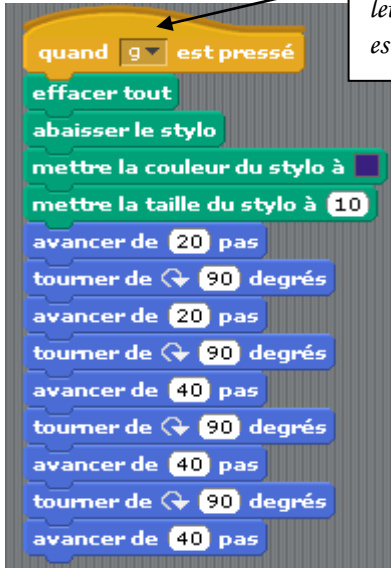 quand g est pressé
effacer tout
abaisser le stylo
mettre la couleur du stylo à
mettre la taille du stylo à 10
avancer de 20 pas
tourner de 90 degrés
avancer de 20 pas
tourner de 90 degrés
avancer de 40 pas
tourner de 90 degrés
avancer de 40 pas
tourner de 90 degrés
avancer de 40 pas